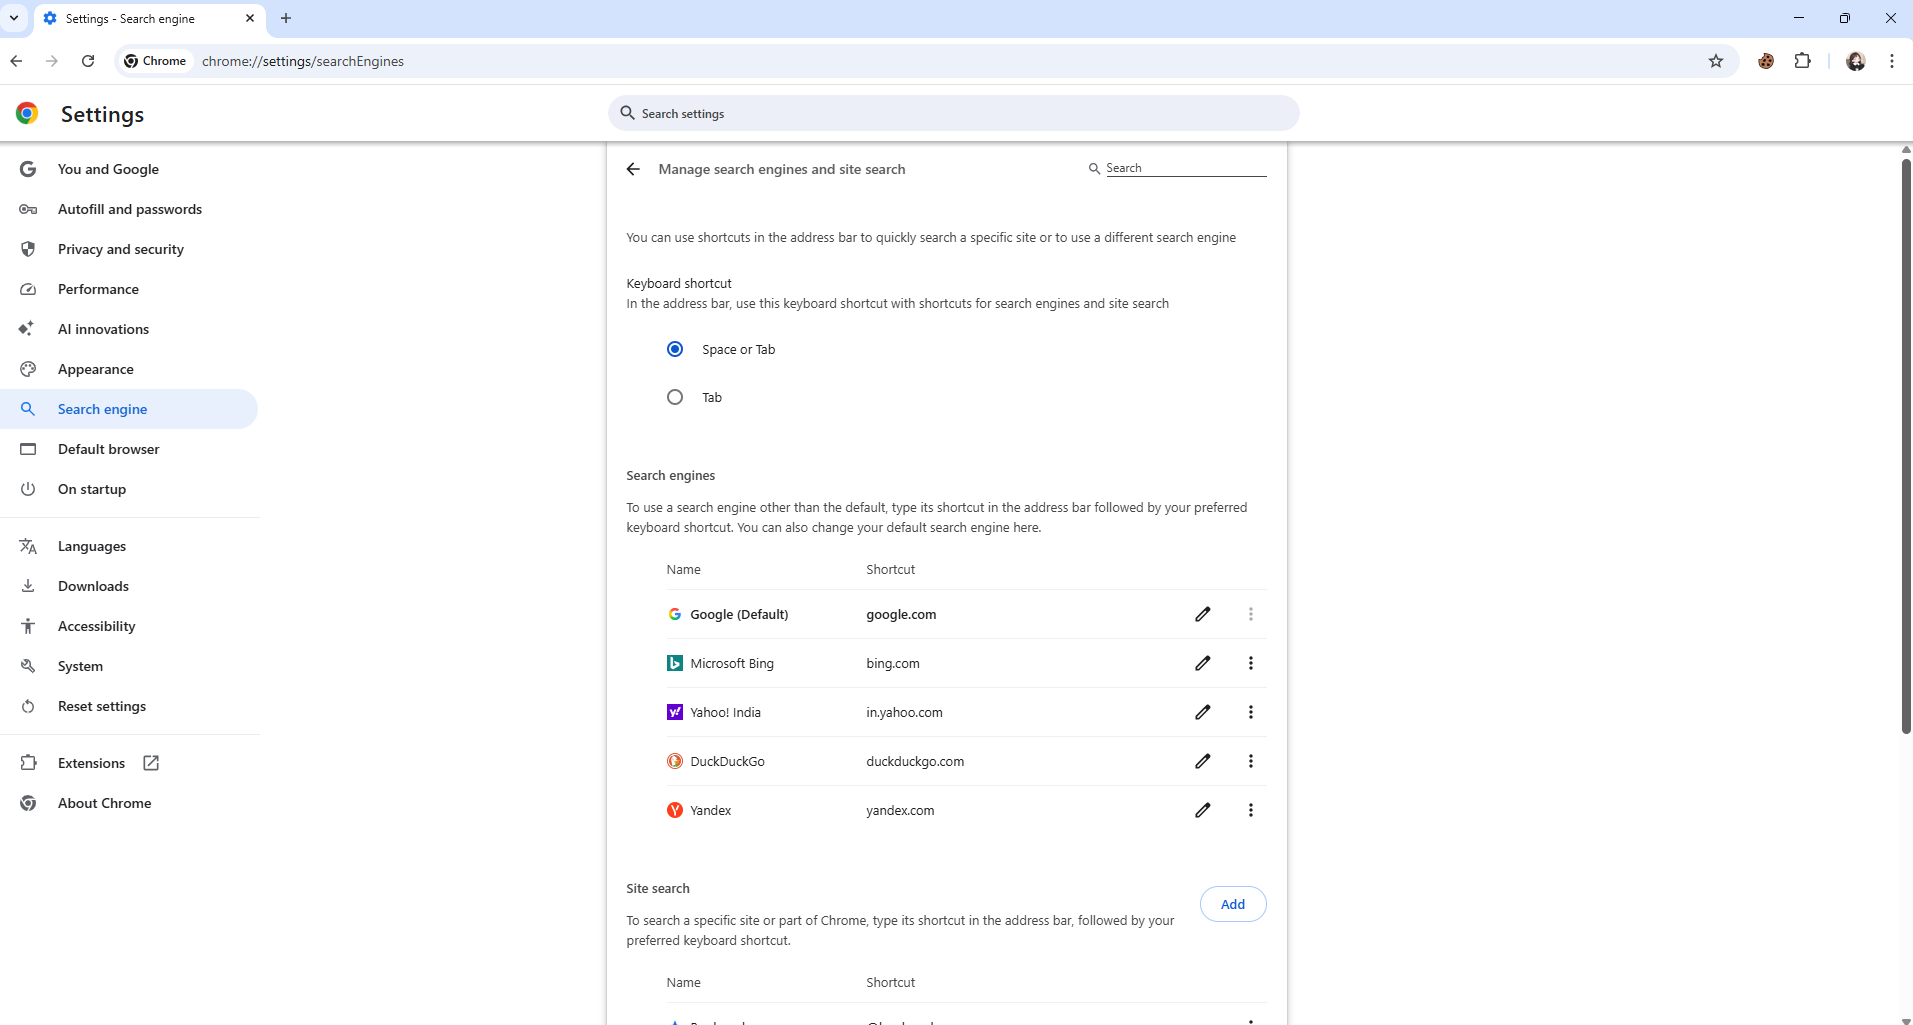 Settings - Search engine
Chrome
chrome://settings/searchEngines
Settings
Search settings
You and Google
Autofill and passwords
Privacy and security
Performance
AI innovations
Appearance
Search engine
Default browser
On startup
Languages
Downloads
Accessibility
System
Reset settings
Extensions
About Chrome
Manage search engines and site search
Search
You can use shortcuts in the address bar to quickly search a specific site or to use a different search engine
Keyboard shortcut
In the address bar, use this keyboard shortcut with shortcuts for search engines and site search
Space or Tab
Tab
Search engines
To use a search engine other than the default, type its shortcut in the address bar followed by your preferred
keyboard shortcut. You can also change your default search engine here.
Name Shortcut
Google (Default) google.com
Microsoft Bing bing.com
Yahoo! India in.yahoo.com
DuckDuckGo duckduckgo.com
Yandex yandex.com
Site search
Add
To search a specific site or part of Chrome, type its shortcut in the address bar, followed by your
preferred keyboard shortcut.
Name Shortcut